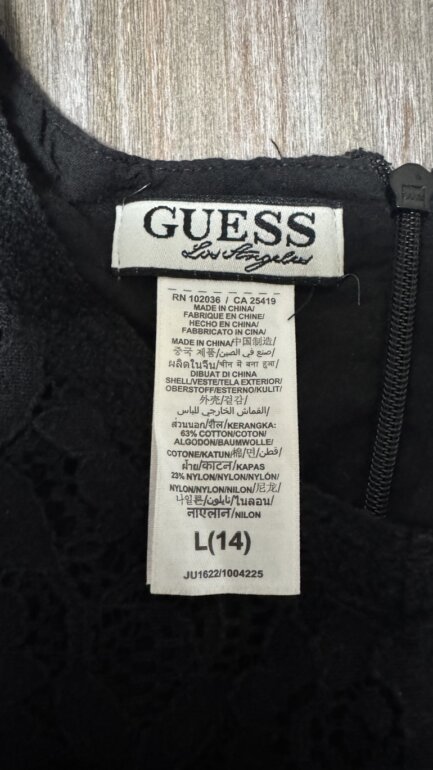 GUESS
Los Angeles
RN 102036 / CA 25419
MADE IN CHINA/
FABRIQUE EN CHINE/
HECHO EN CHINA/
FABBRICATO IN CINA/
MADE IN CHINA/中国制造/
중국 제품/صنع في الصين/
ผลิตในจีน/चीन में बना हुआ/
DIBUAT DI CHINA
SHELL/VESTE/TELA EXTERIOR/
OBERSTOFF/ESTERNO/KULIT/
外壳/겉감/
القماش الخارجي للباس/
ส่วนนอก/शैल/KERANGKA:
63% COTTON/COTON/
ALGODÓN/BAUMWOLLE/
COTONE/KATUN/棉/면/قطن/
ฝ้าย/काटन/KAPAS
23% NYLON/NYLON/NYLÓN/
NYLON/NYLON/NILON/尼龙/
나일론/نايلون/ไนลอน/
नाएलान/NILON
L(14)
JU1622/1004225